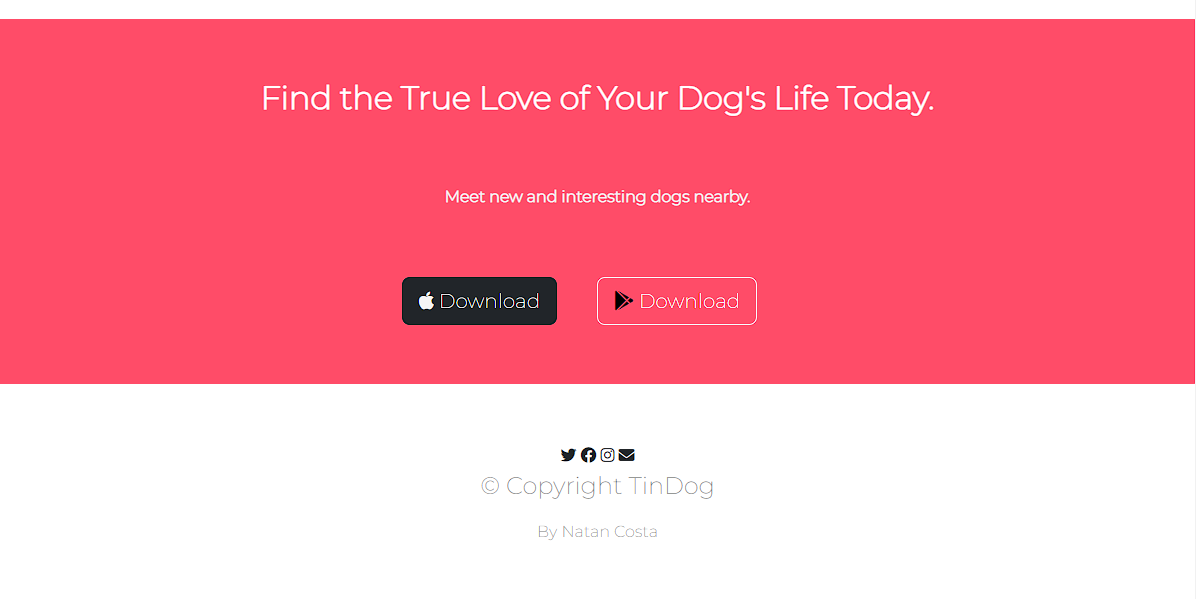 Find the True Love of Your Dog's Life Today.
Meet new and interesting dogs nearby.
Download Download
© Copyright TinDog
By Natan Costa